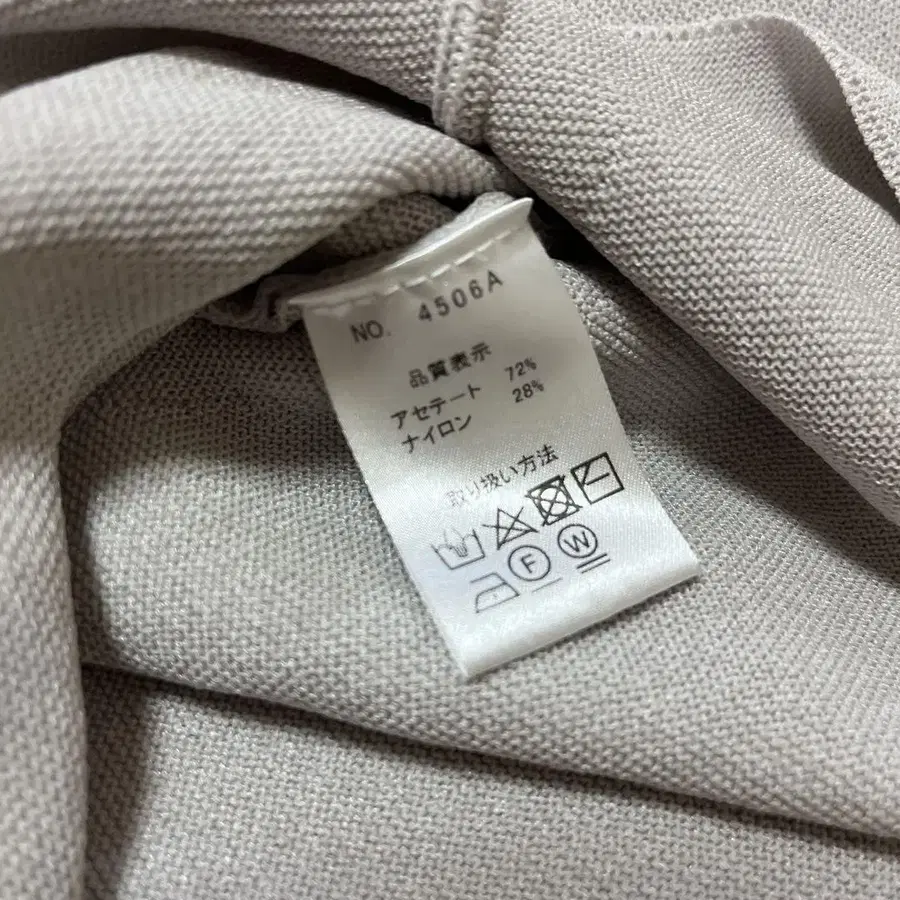 NO. 4506A
品質表示
アセテート 72%
ナイロン 28%
取り扱い方法
F W